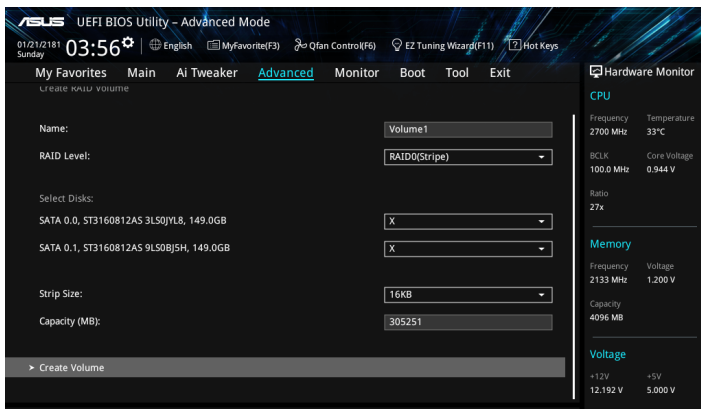 ASUS UEFI BIOS Utility – Advanced Mode
01/21/2181 Sunday 03:56 English MyFavorite(F3) Qfan Control(F6) EZ Tuning Wizard(F11) ? Hot Keys
My Favorites Main Ai Tweaker Advanced Monitor Boot Tool Exit
Create RAID Volume
Name: Volume1
RAID Level: RAID0(Stripe)
Select Disks:
SATA 0.0, ST3160812AS 3LS0JYL8, 149.0GB X
SATA 0.1, ST3160812AS 9LS0BJ5H, 149.0GB X
Strip Size: 16KB
Capacity (MB): 305251
> Create Volume
Hardware Monitor
CPU
Frequency Temperature
2700 MHz 33°C
BCLK Core Voltage
100.0 MHz 0.944 V
Ratio
27x
Memory
Frequency Voltage
2133 MHz 1.200 V
Capacity
4096 MB
Voltage
+12V +5V
12.192 V 5.000 V